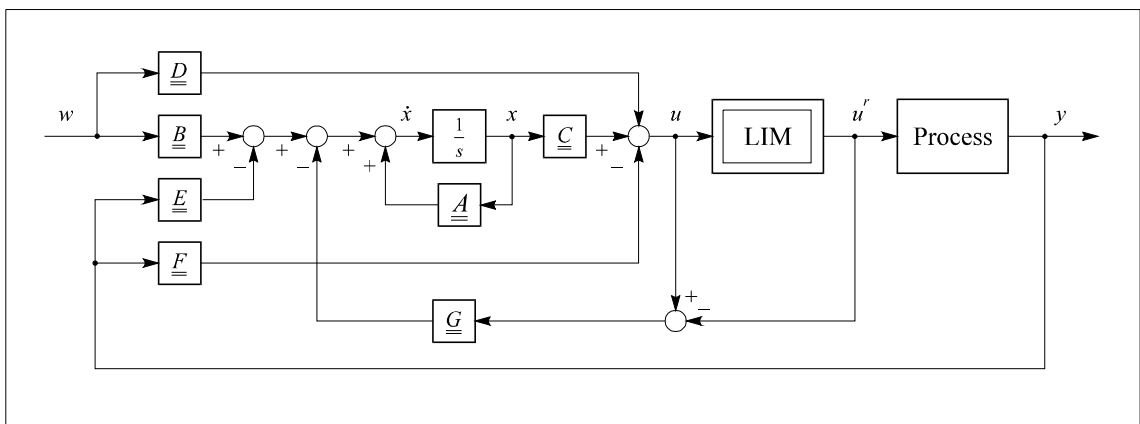 D
w
ẋ
x
u
u^r
y
B
+
−
+
−
+
+
1
s
C
+
−
LIM
Process
E
A
F
+
−
G